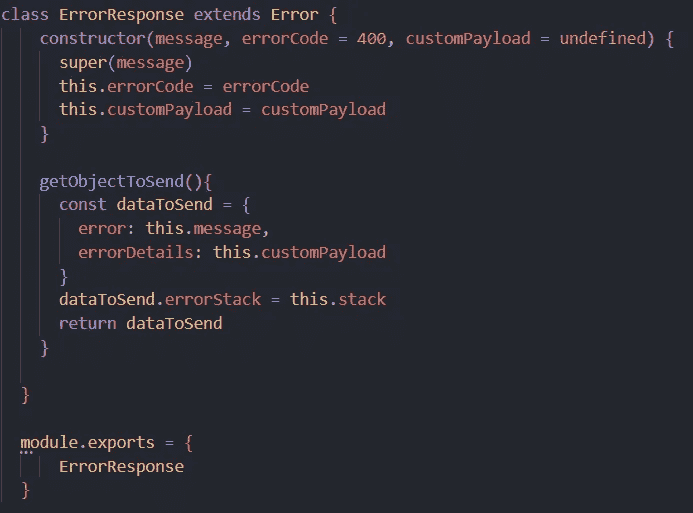 class ErrorResponse extends Error {
    constructor(message, errorCode = 400, customPayload = undefined) {
      super(message)
      this.errorCode = errorCode
      this.customPayload = customPayload
    }

    getObjectToSend(){
      const dataToSend = {
        error: this.message,
        errorDetails: this.customPayload
      }
      dataToSend.errorStack = this.stack
      return dataToSend
    }

  }

  module.exports = {
      ErrorResponse
  }